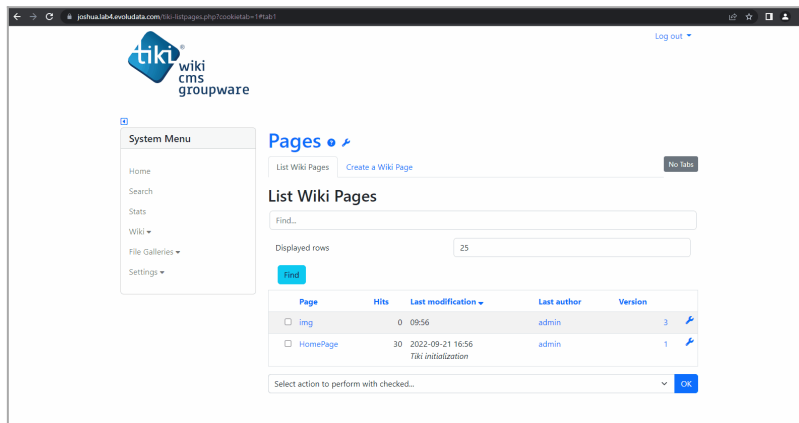 joshua.lab4.evoludata.com/tiki-listpages.php?cookietab=1#tab1
Log out
tiki®
wiki
cms
groupware
System Menu
Home
Search
Stats
Wiki
File Galleries
Settings
Pages
List Wiki Pages
Create a Wiki Page
No Tabs
List Wiki Pages
Find...
Displayed rows 25
Find
Page Hits Last modification Last author Version
img 0 09:56 admin 3
HomePage 30 2022-09-21 16:56 admin 1
Tiki initialization
Select action to perform with checked... OK